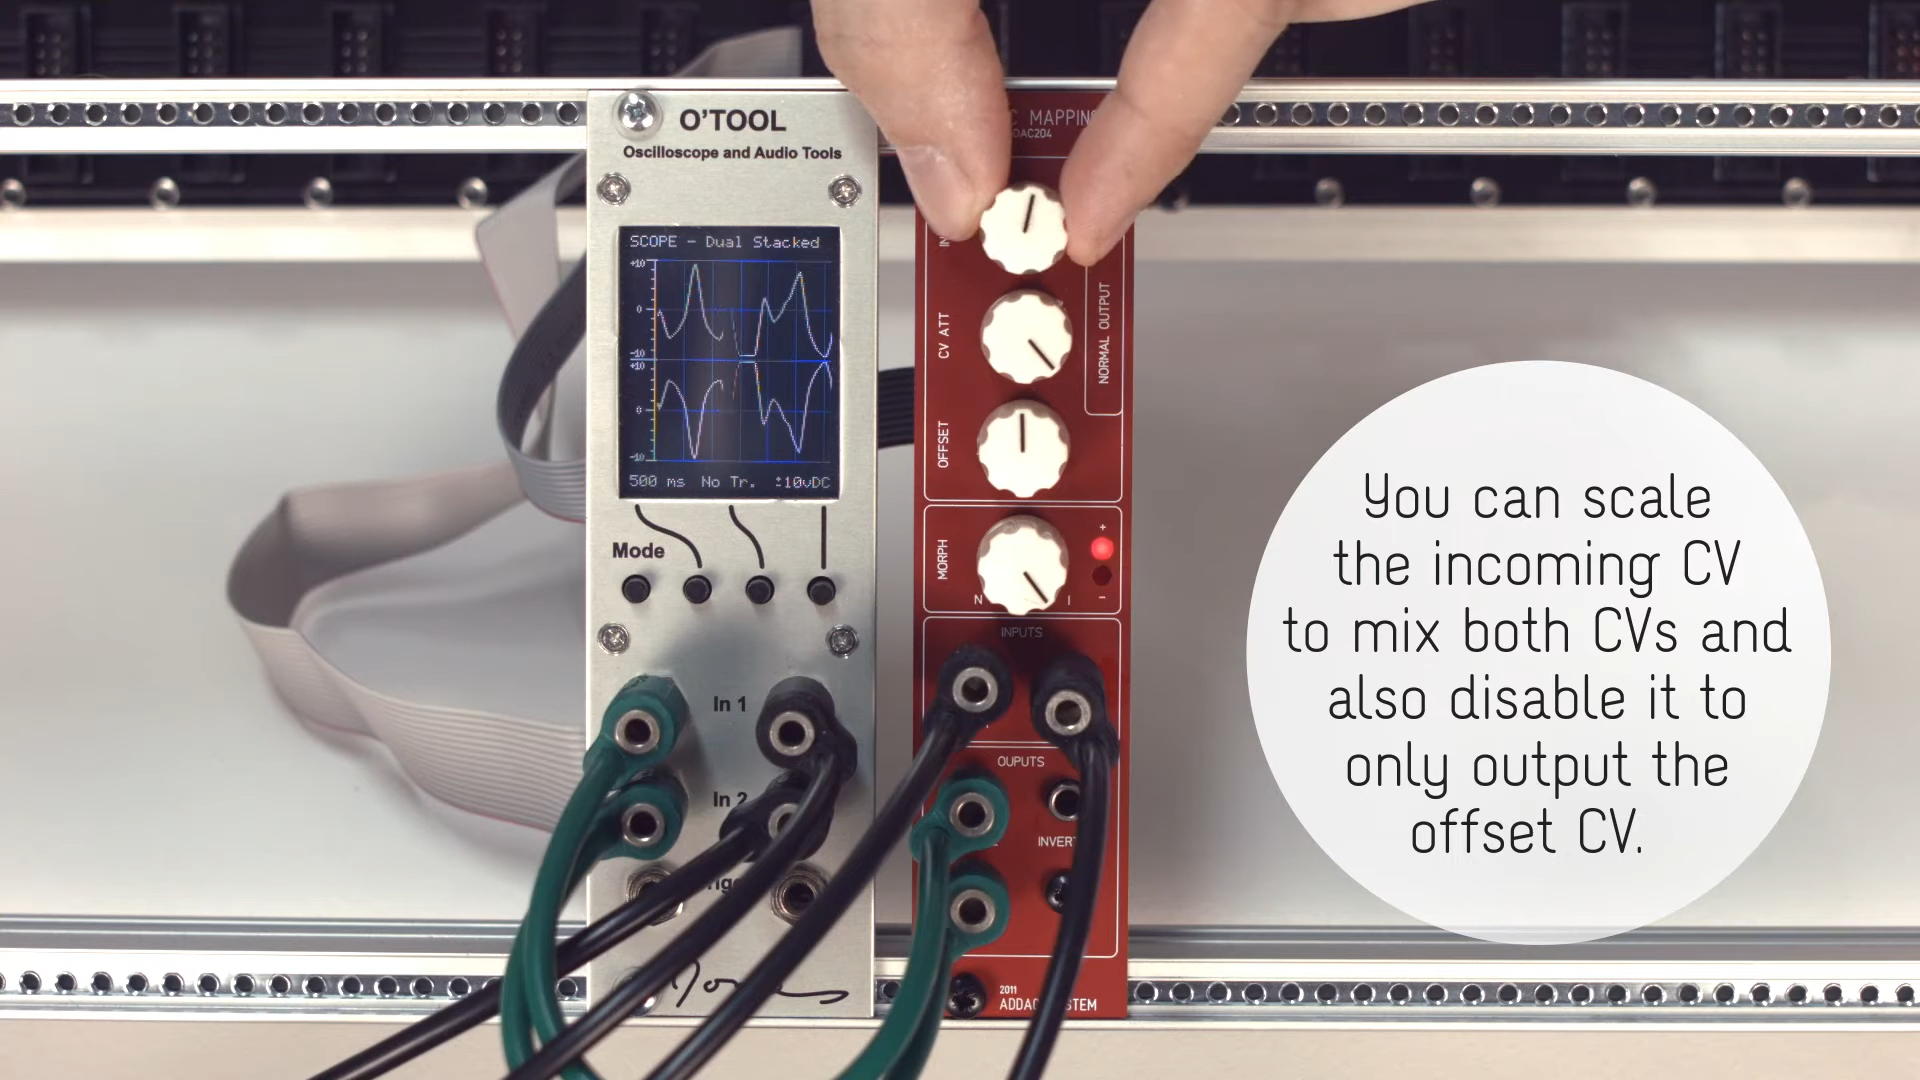 O'TOOL
Oscilloscope and Audio Tools
SCOPE - Dual Stacked
+10
0
-10
+10
0
-10
500 ms No Tr. ±10vDC
Mode
In 1
In 2
MAPPING
CV ATT
OFFSET
NORMAL OUTPUT
MORPH
+
-
N
I
INPUTS
OUPUTS
2011
You can scale
the incoming CV
to mix both CVs and
also disable it to
only output the
offset CV.